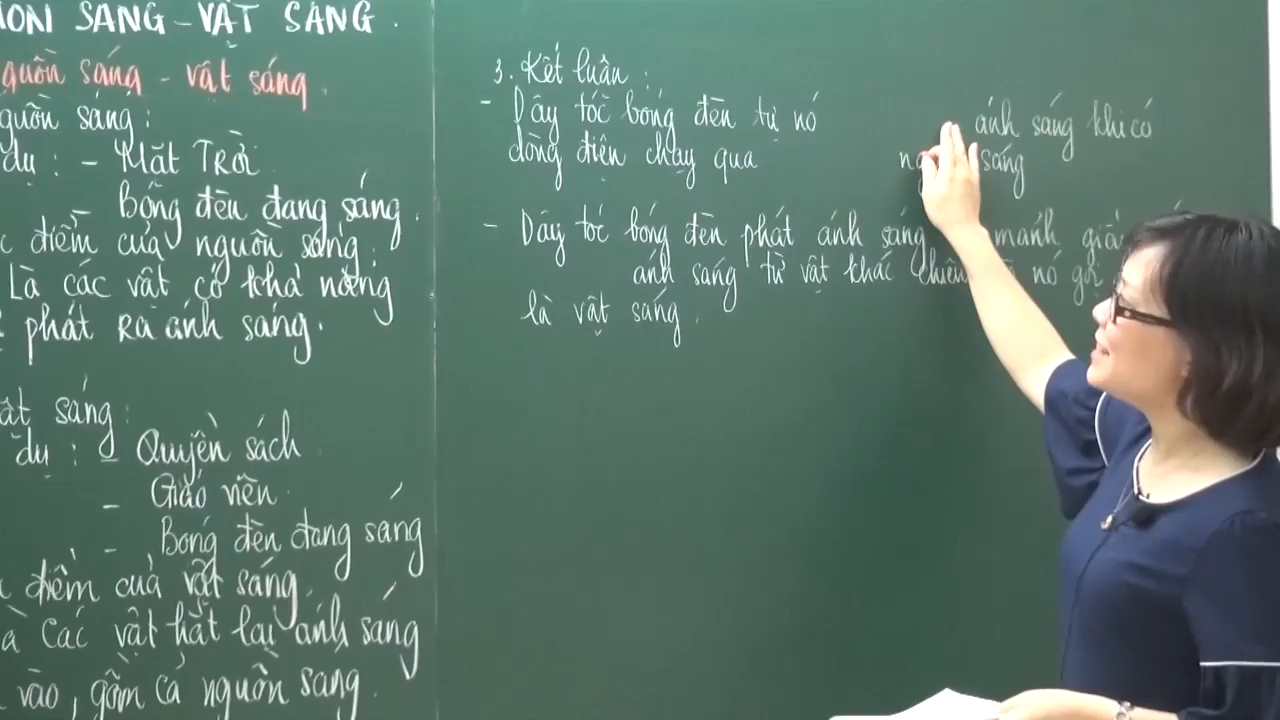 SÁNG - VẬT SÁNG.
nguồn sáng - vật sáng.
nguồn sáng:
dụ: - Mặt Trời
- Bóng đèn đang sáng.
điểm của nguồn sáng:
Là các vật có khả năng
phát ra ánh sáng.
vật sáng:
dụ: - Quyển sách
- Giáo viên
- Bóng đèn đang sáng
điểm của vật sáng.
các vật hắt lại ánh sáng
vào, gồm cả nguồn sáng.
3. Kết luận:
- Dây tóc bóng đèn tự nó ánh sáng khi có
dòng điện chạy qua sáng
- Dây tóc bóng đèn phát ánh sáng mảnh
ánh sáng từ vật khác nó
là vật sáng.